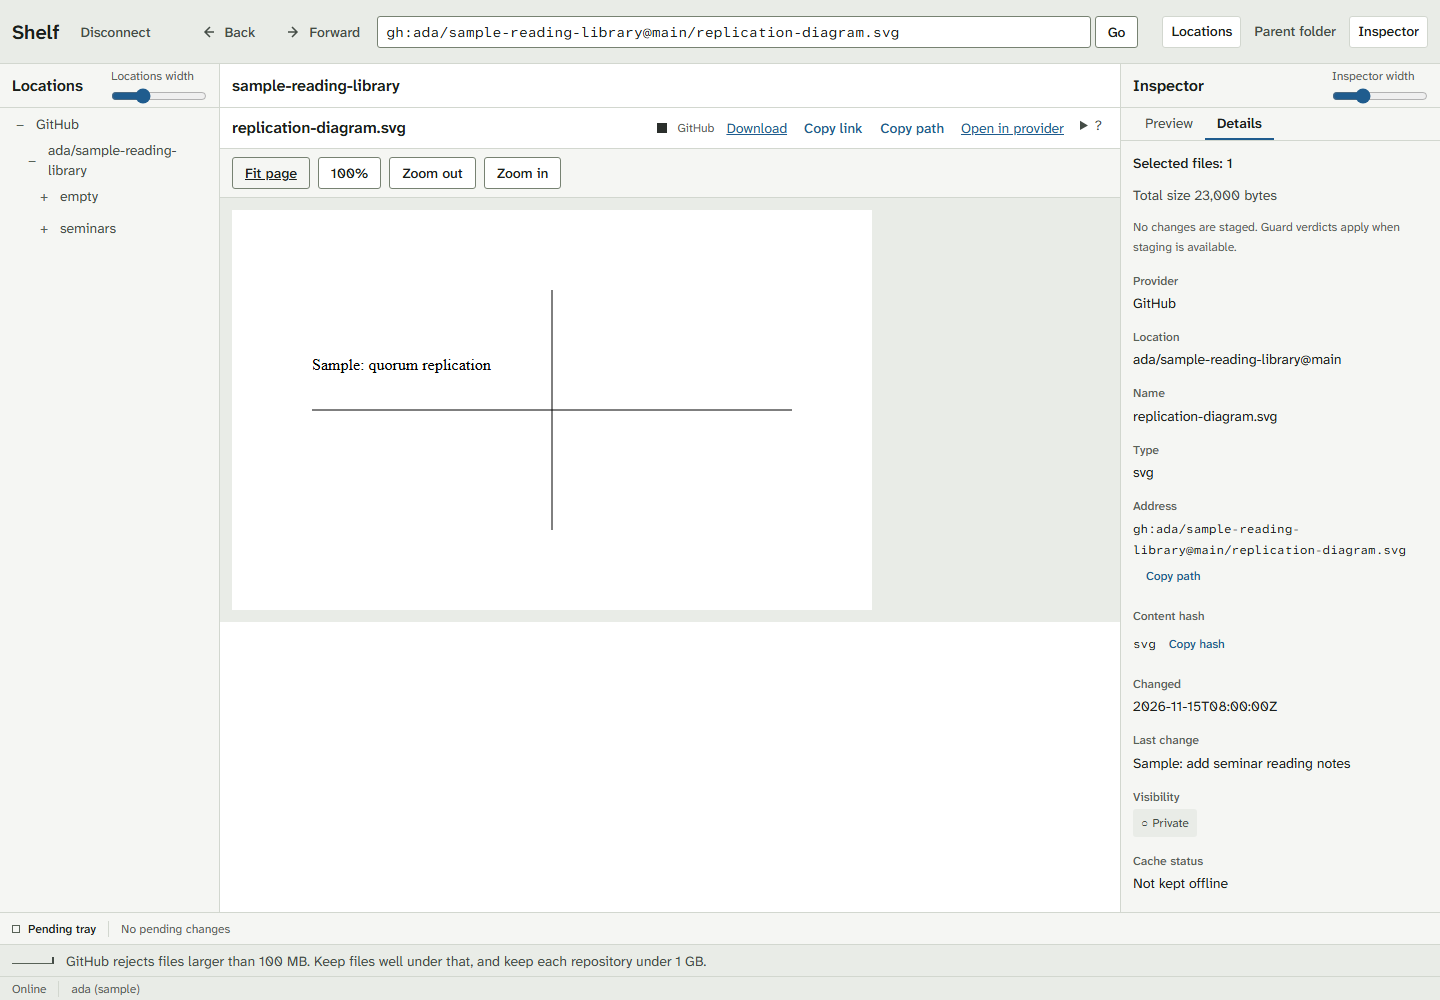 Shelf
Disconnect
Back
Forward
gh:ada/sample-reading-library@main/replication-diagram.svg
Go
Locations
Parent folder
Inspector
Locations
Locations width
GitHub
ada/sample-reading-
library
empty
seminars
sample-reading-library
replication-diagram.svg
GitHub
Download
Copy link
Copy path
Open in provider
?
Fit page
100%
Zoom out
Zoom in
Sample: quorum replication
Inspector
Inspector width
Preview
Details
Selected files: 1
Total size 23,000 bytes
No changes are staged. Guard verdicts apply when
staging is available.
Provider
GitHub
Location
ada/sample-reading-library@main
Name
replication-diagram.svg
Type
svg
Address
gh:ada/sample-reading-
library@main/replication-diagram.svg
Copy path
Content hash
svg Copy hash
Changed
2026-11-15T08:00:00Z
Last change
Sample: add seminar reading notes
Visibility
Private
Cache status
Not kept offline
Pending tray
No pending changes
GitHub rejects files larger than 100 MB. Keep files well under that, and keep each repository under 1 GB.
Online
ada (sample)